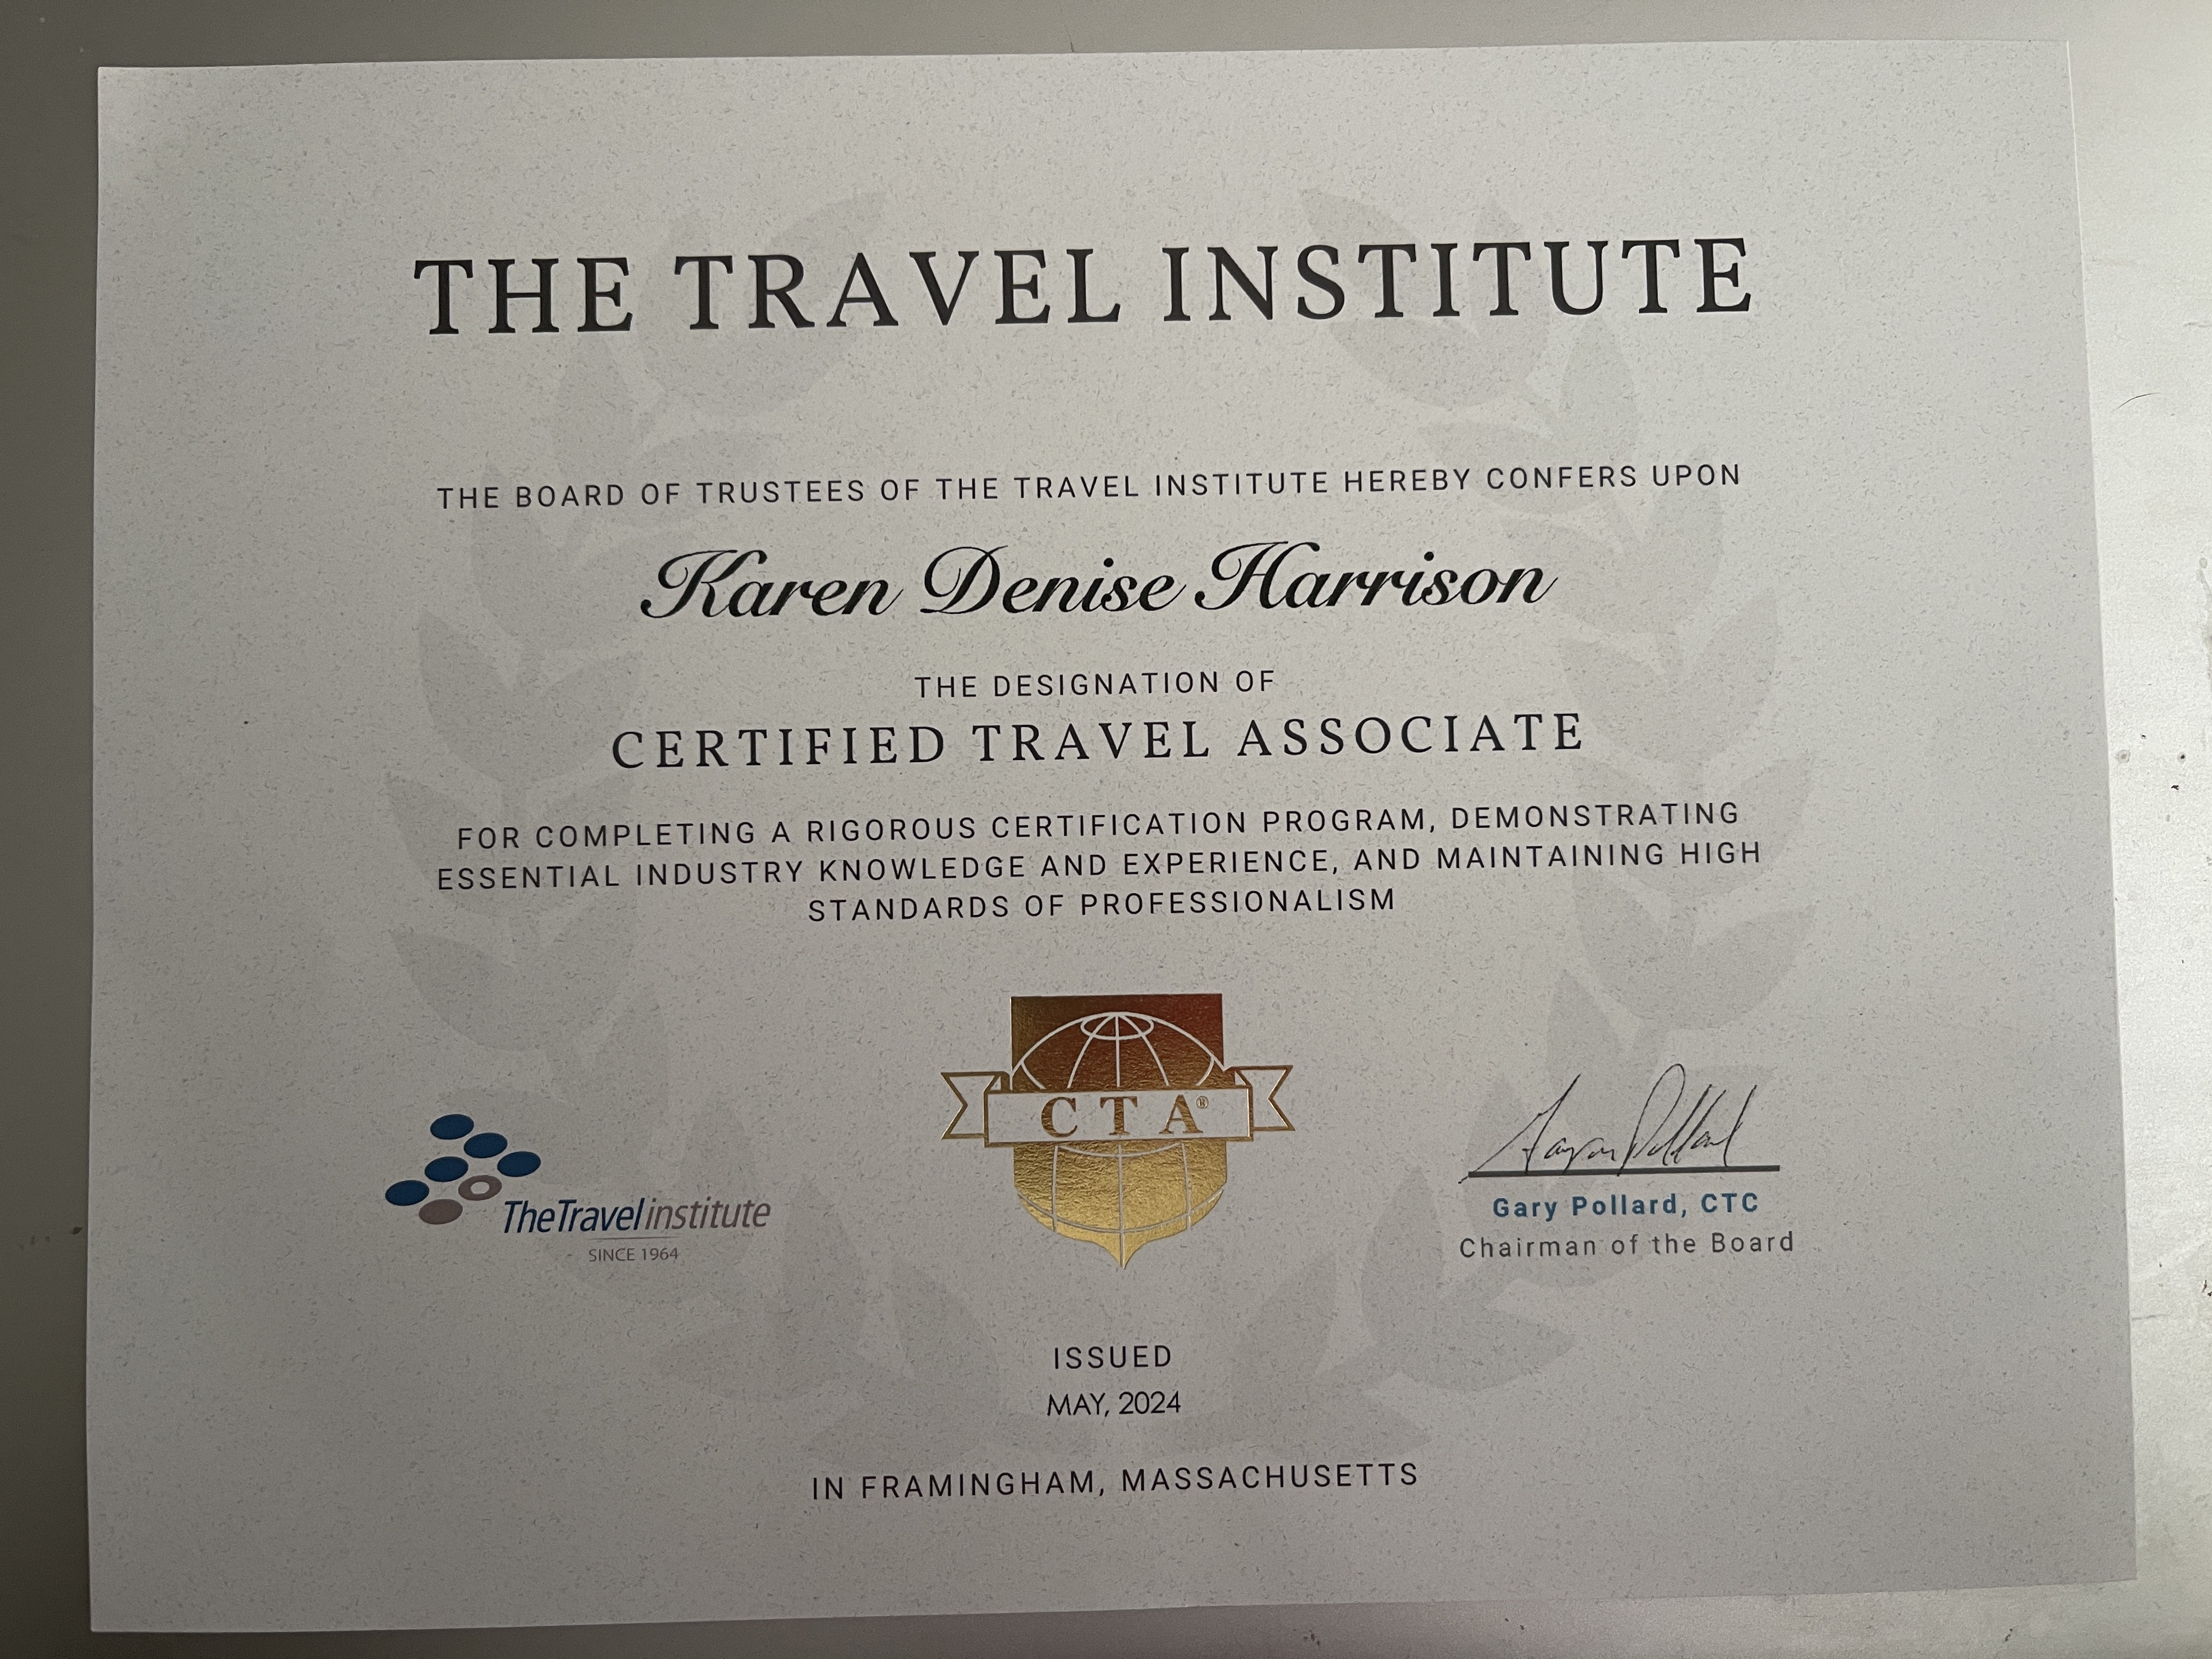 THE TRAVEL INSTITUTE
THE BOARD OF TRUSTEES OF THE TRAVEL INSTITUTE HEREBY CONFERS UPON
Karen Denise Harrison
THE DESIGNATION OF
CERTIFIED TRAVEL ASSOCIATE
FOR COMPLETING A RIGOROUS CERTIFICATION PROGRAM, DEMONSTRATING
ESSENTIAL INDUSTRY KNOWLEDGE AND EXPERIENCE, AND MAINTAINING HIGH
STANDARDS OF PROFESSIONALISM
CTA®
TheTravelinstitute
SINCE 1964
Gary Pollard
Gary Pollard, CTC
Chairman of the Board
ISSUED
MAY, 2024
IN FRAMINGHAM, MASSACHUSETTS